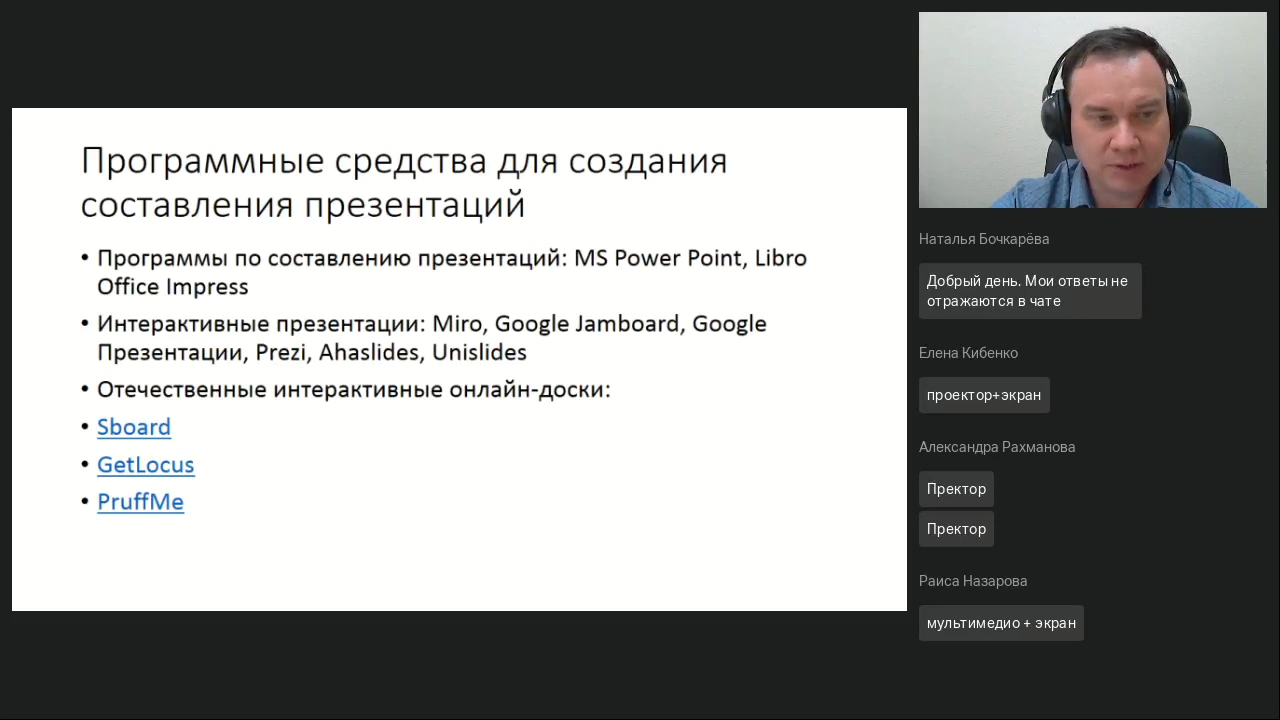 Программные средства для создания
составления презентаций
• Программы по составлению презентаций: MS Power Point, Libro
Office Impress
• Интерактивные презентации: Miro, Google Jamboard, Google
Презентации, Prezi, Ahaslides, Unislides
• Отечественные интерактивные онлайн-доски:
• Sboard
• GetLocus
• PruffMe
Наталья Бочкарёва
Добрый день. Мои ответы не
отражаются в чате
Елена Кибенко
проектор+экран
Александра Рахманова
Пректор
Пректор
Раиса Назарова
мультимедио + экран